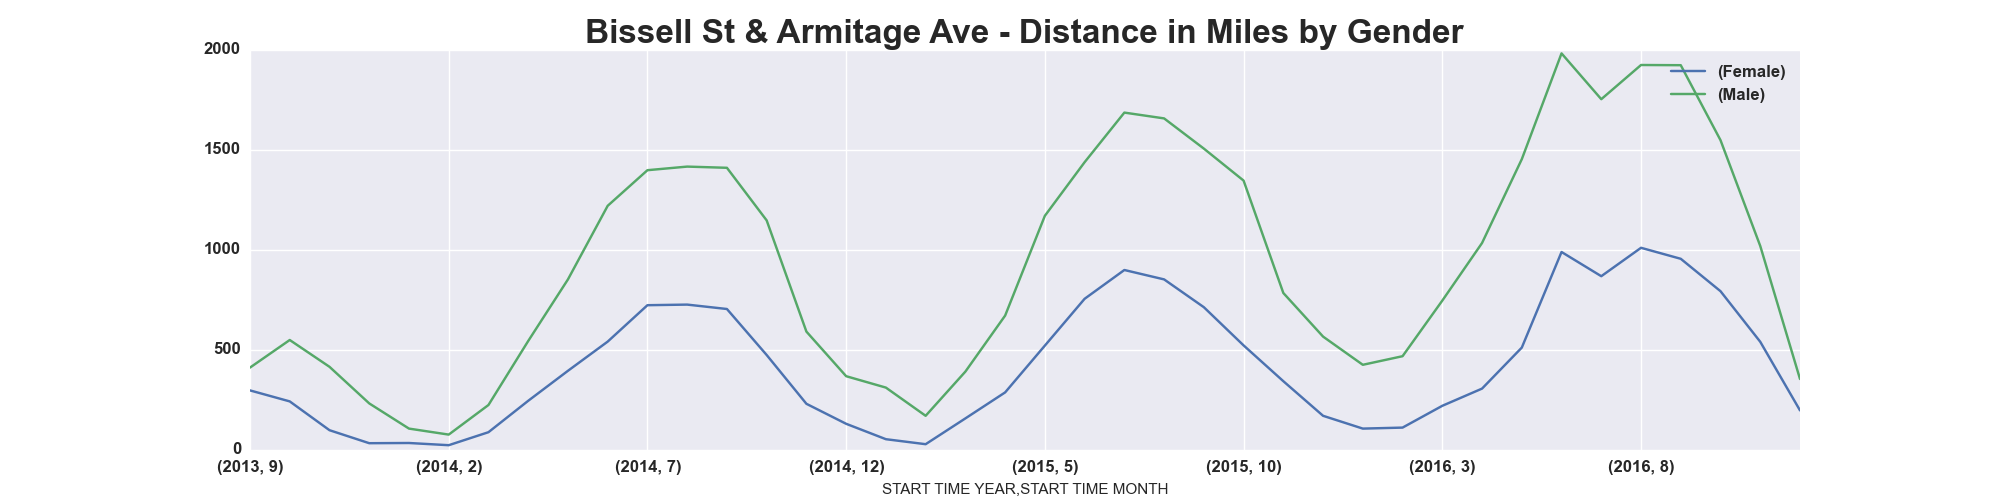 Bissell St & Armitage Ave - Distance in Miles by Gender
2000
1500
1000
500
0
(Female)
(Male)
(2013, 9) (2014, 2) (2014, 7) (2014, 12) (2015, 5) (2015, 10) (2016, 3) (2016, 8)
START TIME YEAR,START TIME MONTH